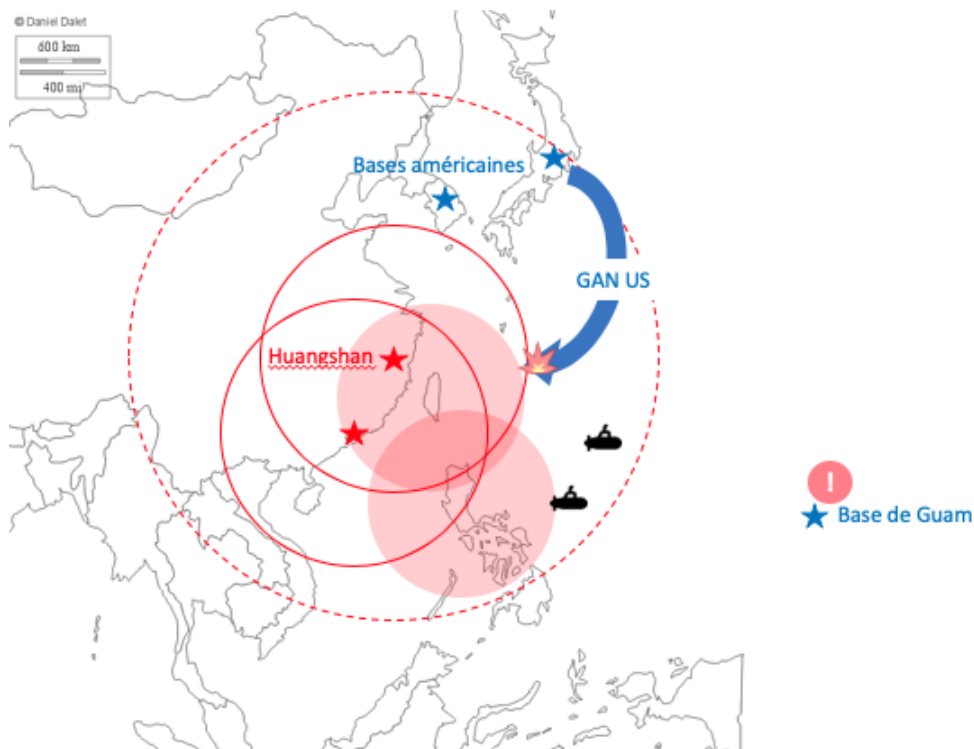 © Daniel Dalet
600 km
400 mi
Bases américaines
GAN US
Huangshan
!
Base de Guam